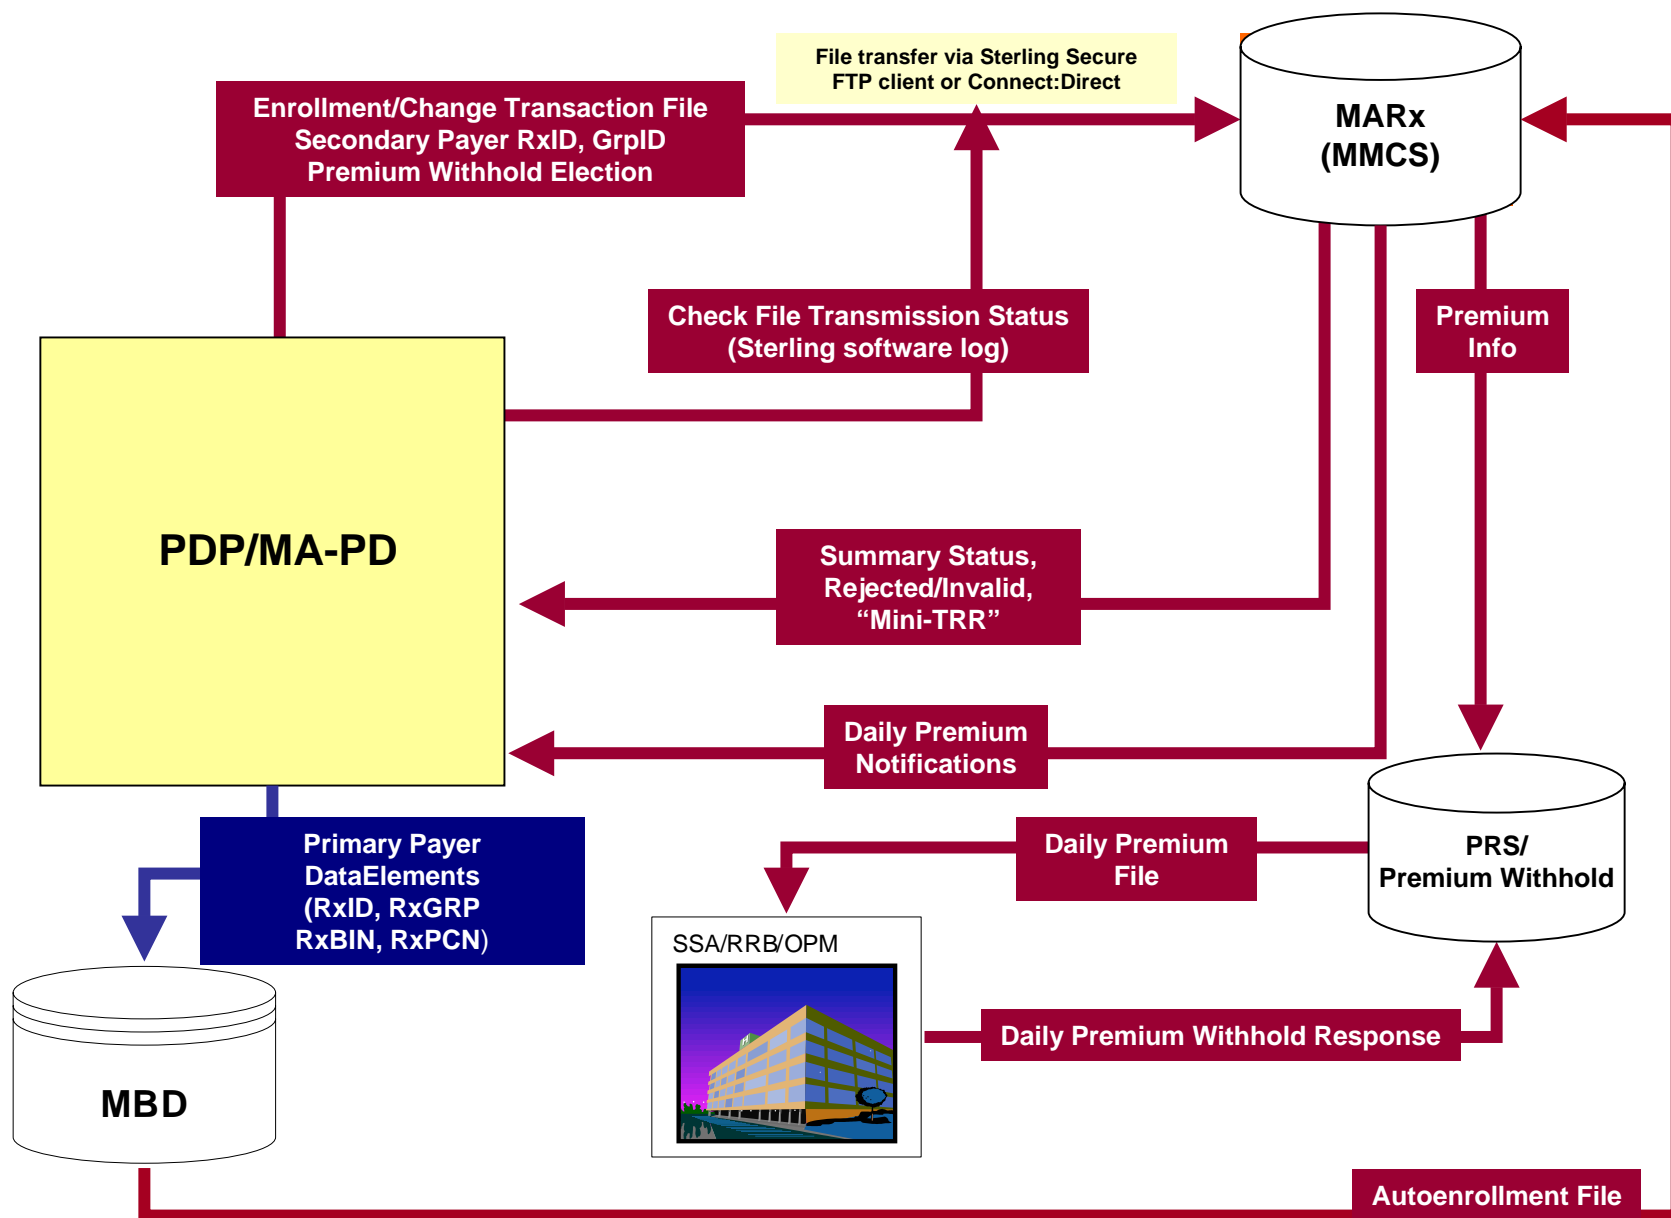 File transfer via Sterling Secure
FTP client or Connect:Direct
Enrollment/Change Transaction File
Secondary Payer RxID, GrpID
Premium Withhold Election
MARx
(MMCS)
Check File Transmission Status
(Sterling software log)
Premium
Info
PDP/MA-PD
Summary Status,
Rejected/Invalid,
“Mini-TRR”
Daily Premium
Notifications
Primary Payer
DataElements
(RxID, RxGRP
RxBIN, RxPCN)
Daily Premium
File
PRS/
Premium Withhold
SSA/RRB/OPM
Daily Premium Withhold Response
MBD
Autoenrollment File